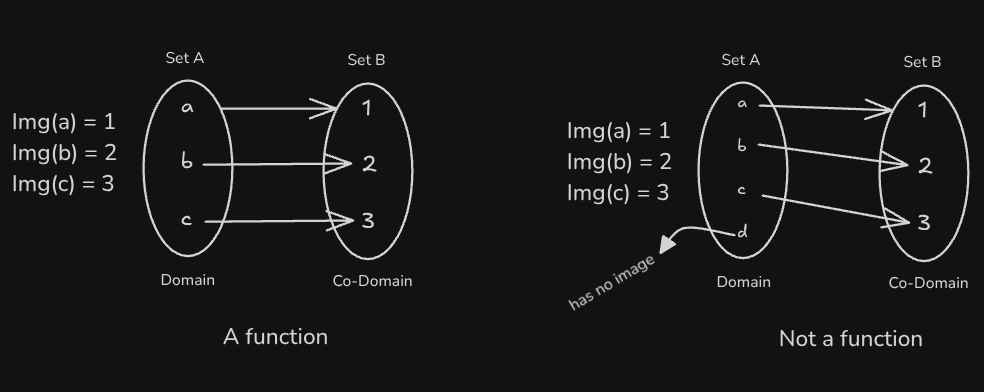 Set A
Set B
a
1
b
2
c
3
Img(a) = 1
Img(b) = 2
Img(c) = 3
Domain
Co-Domain
A function
Set A
Set B
a
1
b
2
c
3
d
Img(a) = 1
Img(b) = 2
Img(c) = 3
has no image
Domain
Co-Domain
Not a function